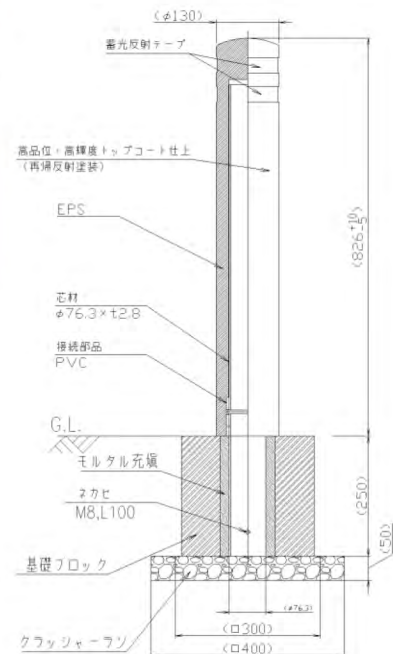 (φ130)
蓄光反射テープ
高品位・高輝度トップコート仕上
(再帰反射塗装)
EPS
(826+10-5)
芯材
φ76.3×t2.8
接続部品
PVC
G.L.
モルタル充填
ネカセ
M8,L100
(250)
(50)
基礎ブロック
(φ76.3)
(□300)
クラッシャーラン
(□400)